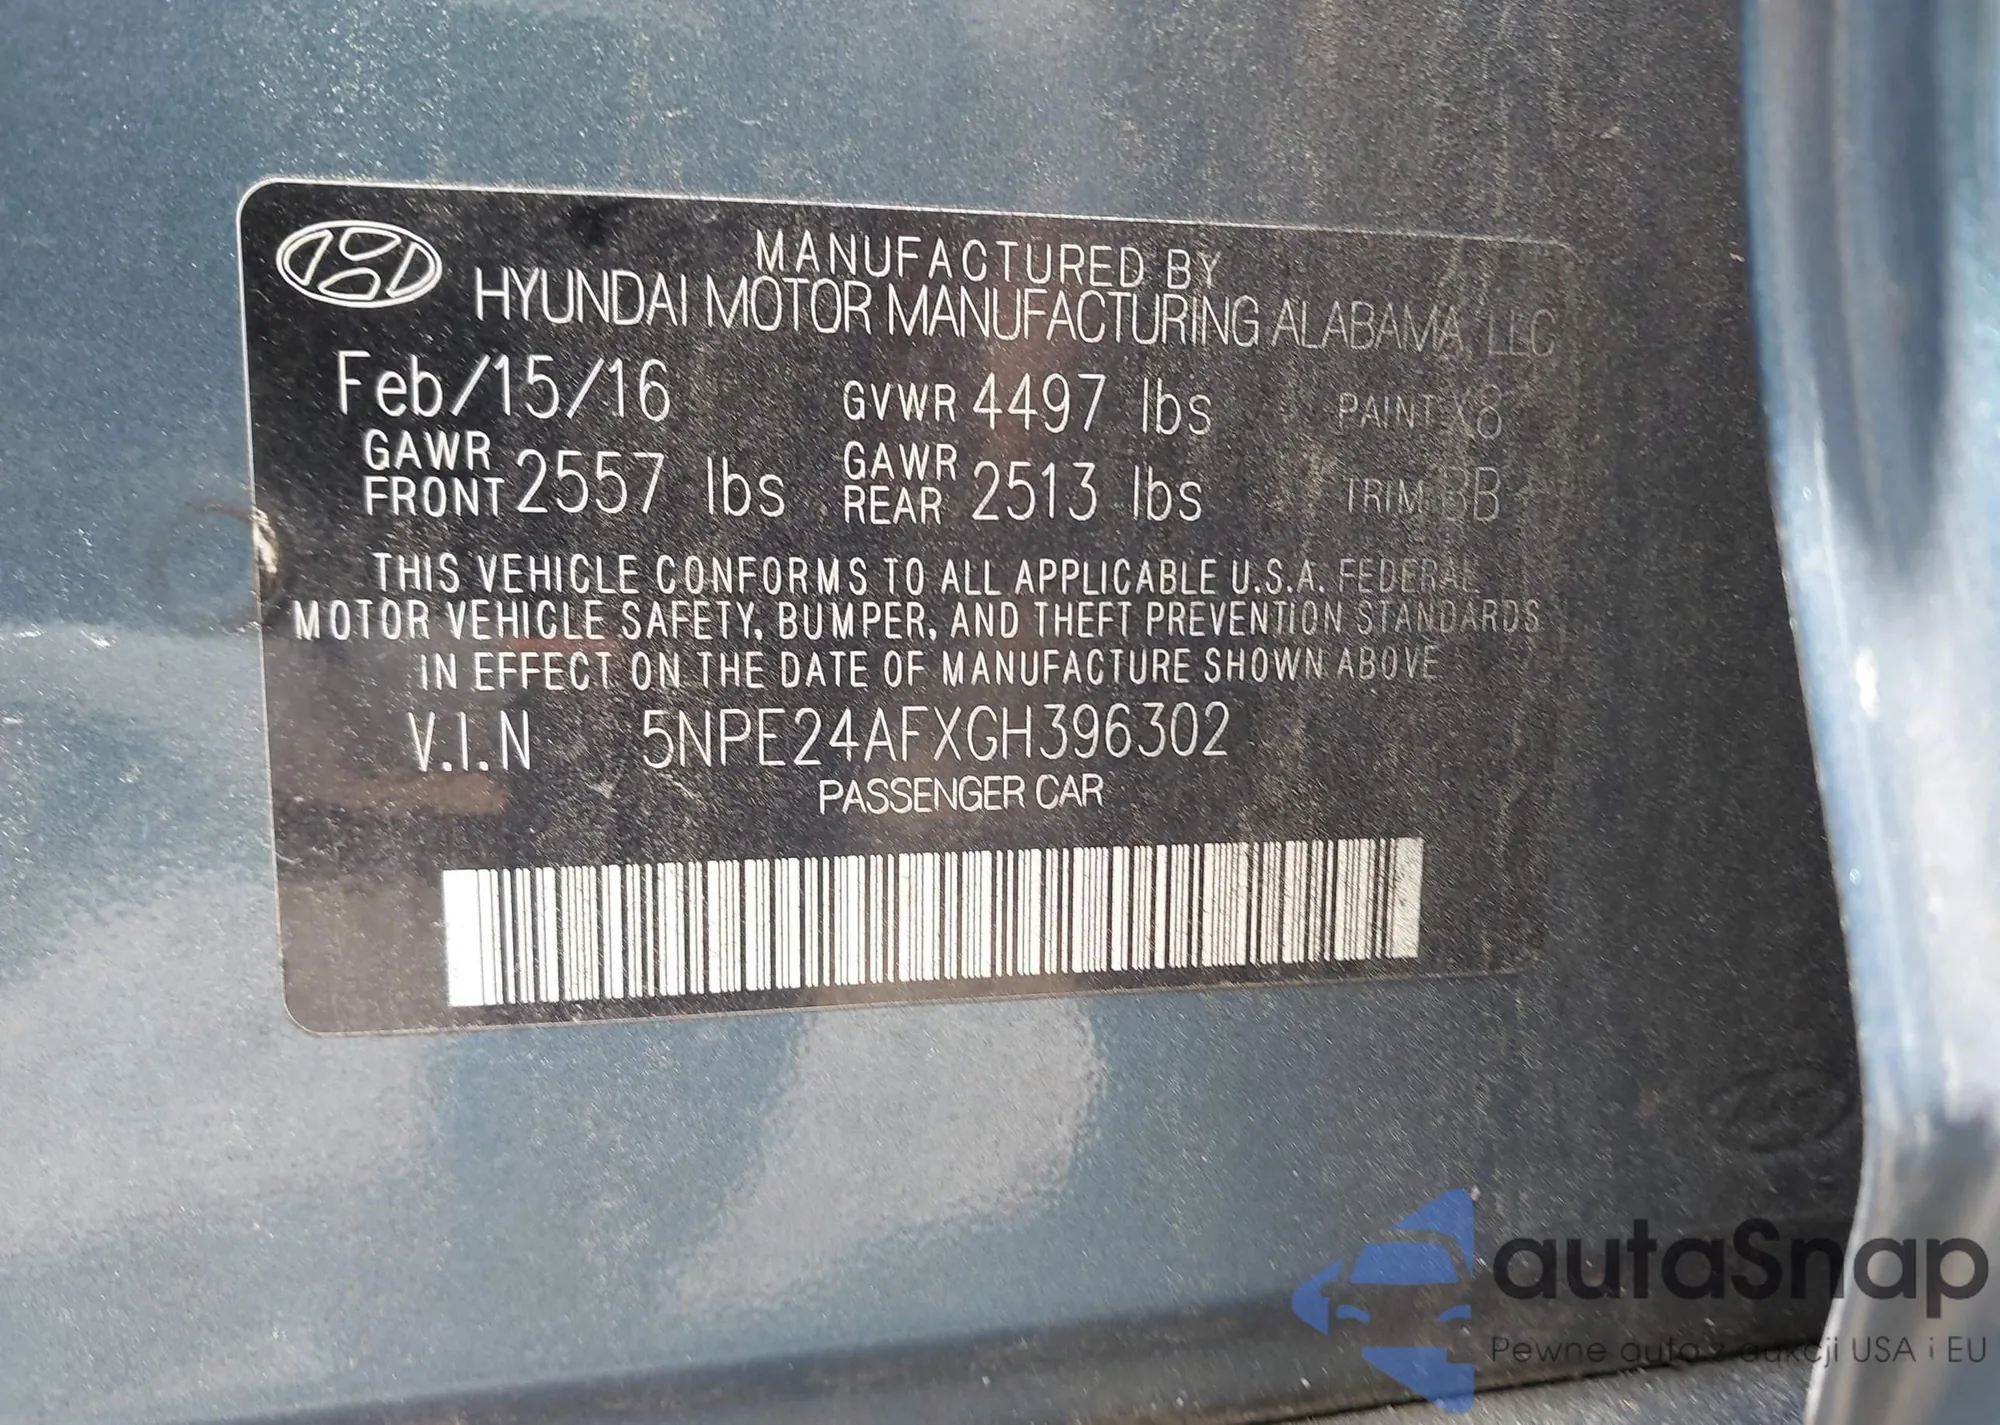 MANUFACTURED BY
HYUNDAI MOTOR MANUFACTURING ALABAMA, LLC
Feb/15/16 GVWR 4497 lbs PAINT X8
GAWR FRONT 2557 lbs GAWR REAR 2513 lbs TRIM
THIS VEHICLE CONFORMS TO ALL APPLICABLE U.S.A. FEDERAL
MOTOR VEHICLE SAFETY, BUMPER, AND THEFT PREVENTION STANDARDS
IN EFFECT ON THE DATE OF MANUFACTURE SHOWN ABOVE
V.I.N 5NPE24AFXGH396302
PASSENGER CAR
autaSnap
Pewne auta z aukcji USA i EU